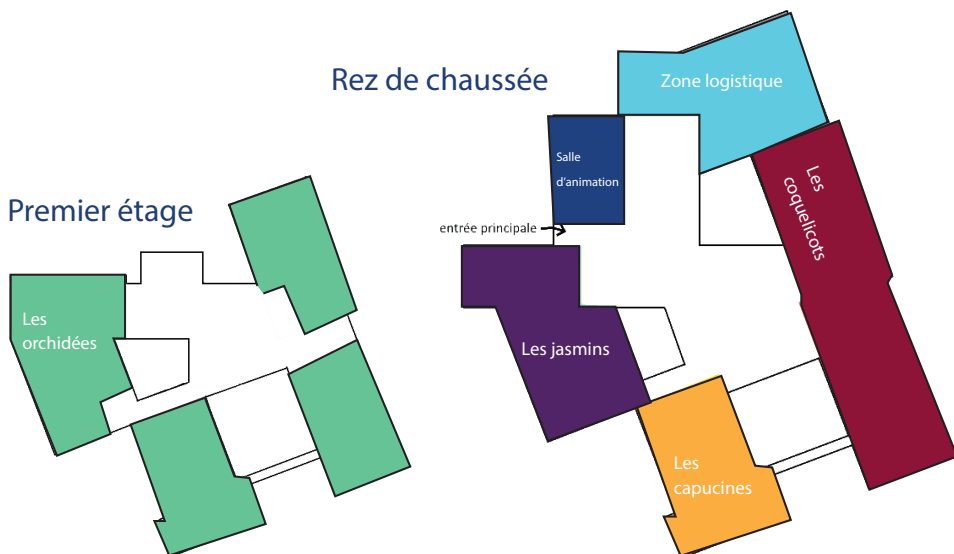 Rez de chaussée
Zone logistique
Salle
d'animation
Les
coquelicots
entrée principale
Les jasmins
Les
capucines
Premier étage
Les
orchidées